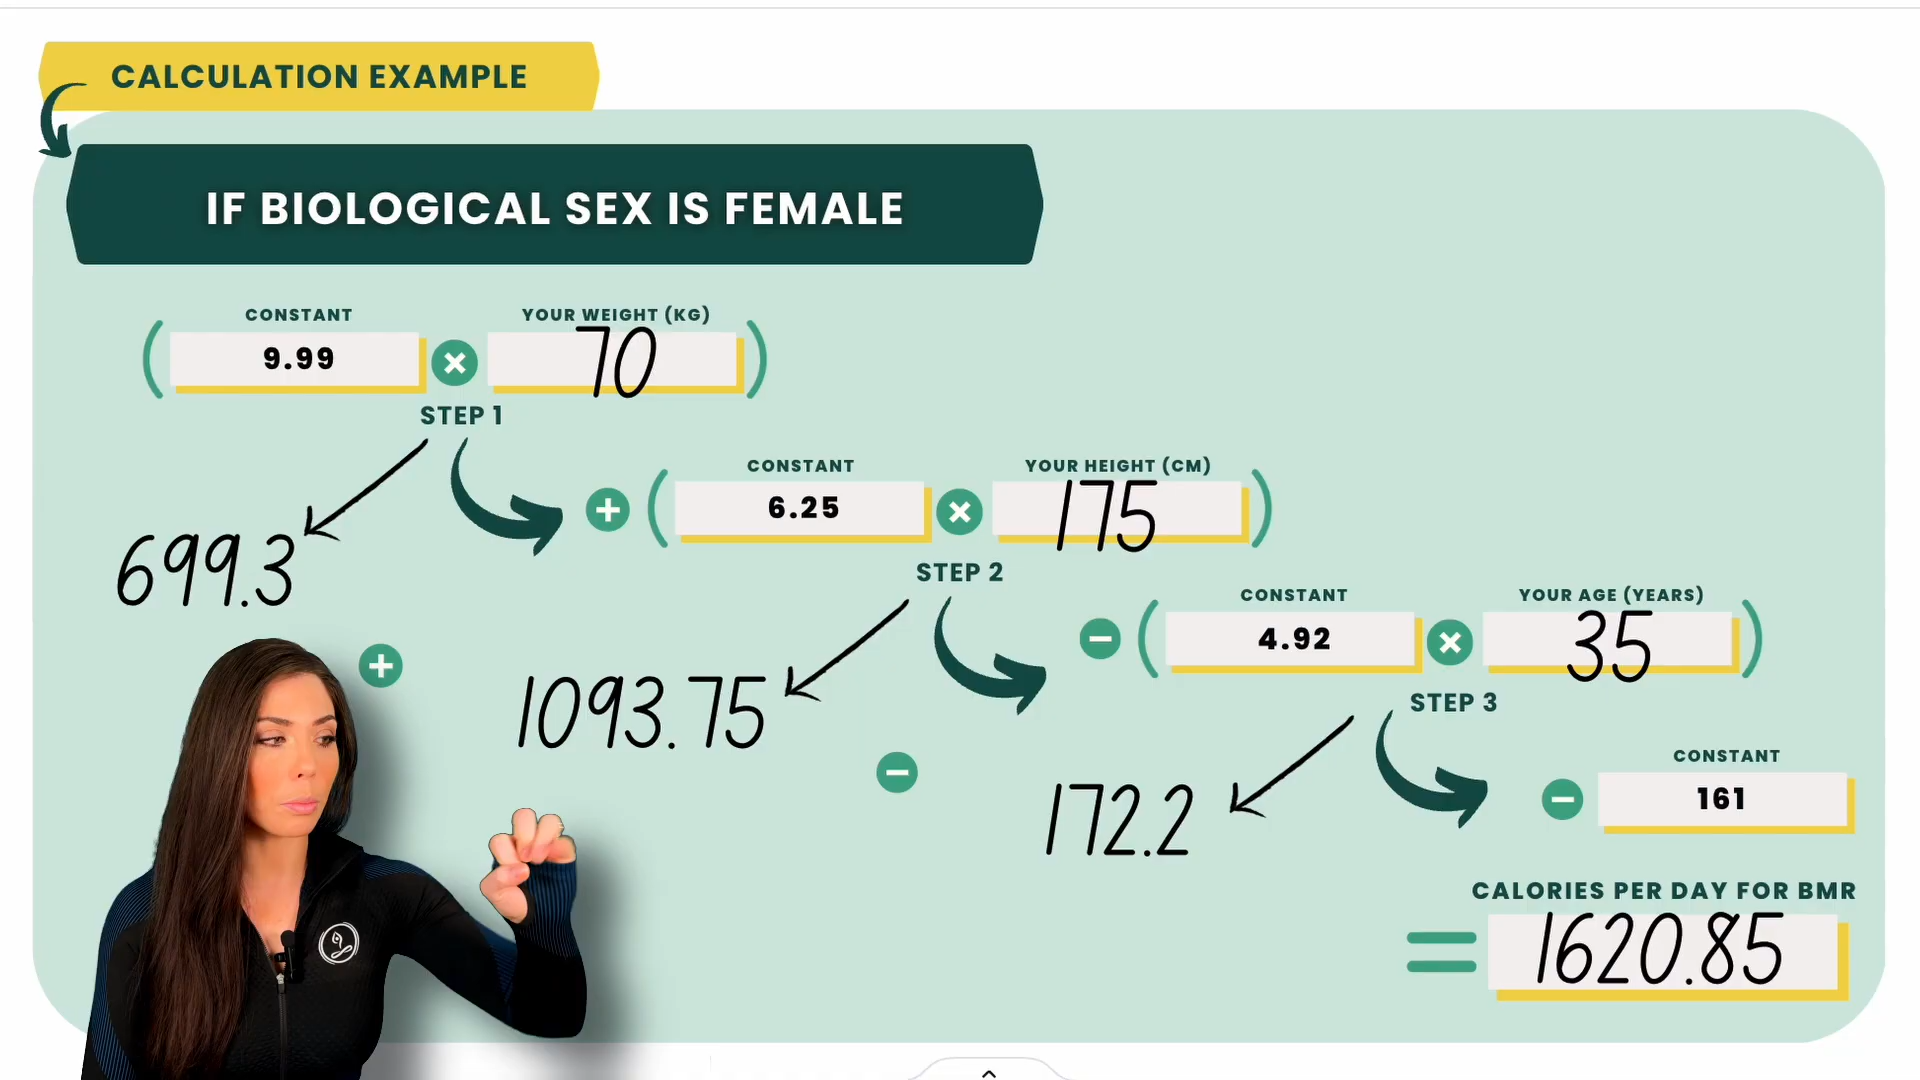 CALCULATION EXAMPLE
IF BIOLOGICAL SEX IS FEMALE
CONSTANT
YOUR WEIGHT (KG)
( 9.99 × 70 )
STEP 1
699.3
CONSTANT
YOUR HEIGHT (CM)
+ ( 6.25 × 175 )
STEP 2
+
1093.75
CONSTANT
YOUR AGE (YEARS)
− ( 4.92 × 35 )
STEP 3
−
172.2
CONSTANT
− 161
CALORIES PER DAY FOR BMR
= 1620.85